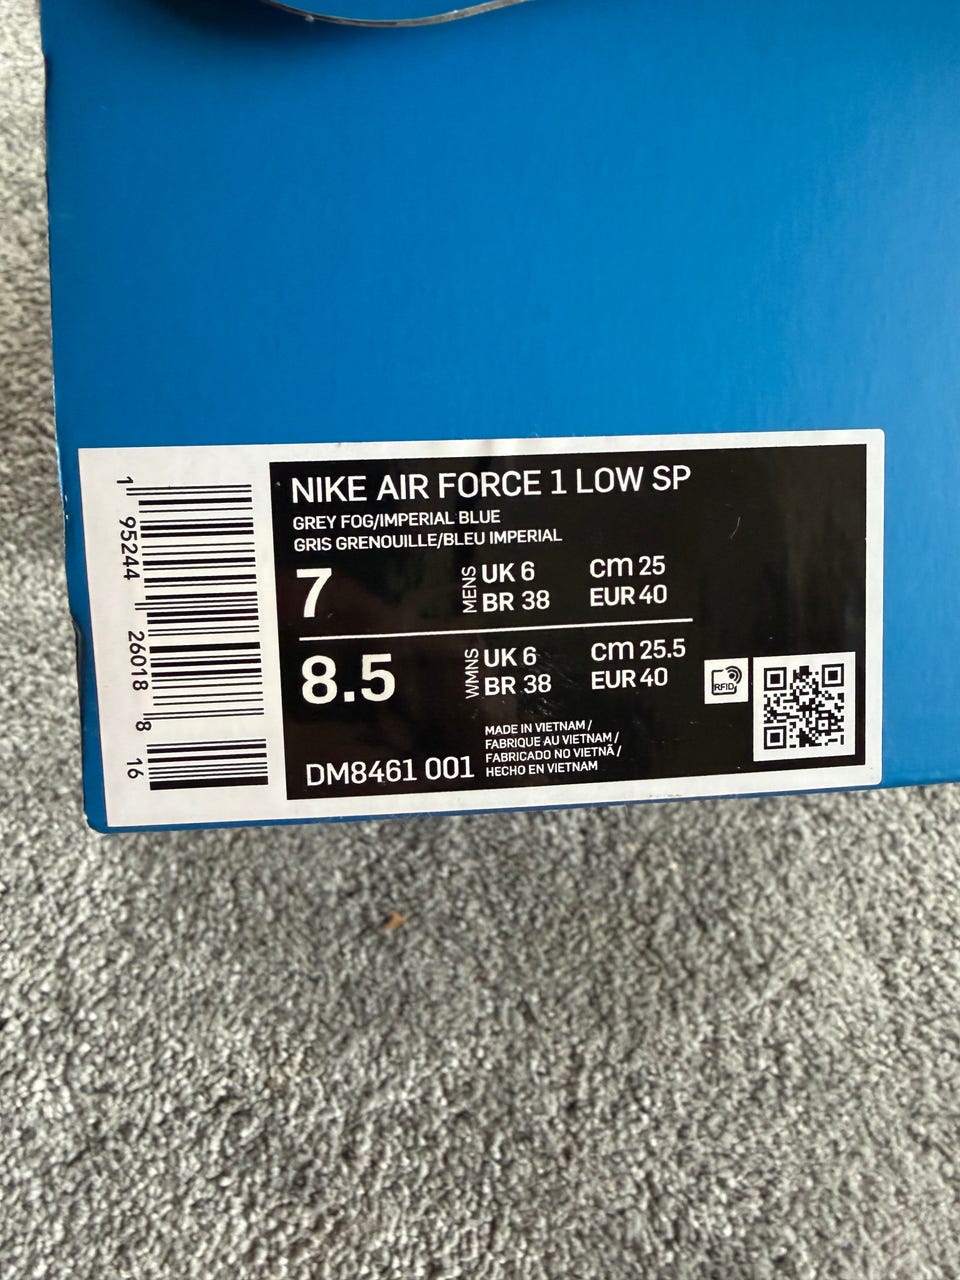 NIKE AIR FORCE 1 LOW SP
GREY FOG/IMPERIAL BLUE
GRIS GRENOUILLE/BLEU IMPERIAL
7
MENS
UK 6
cm 25
BR 38
EUR 40
8.5
WMNS
UK 6
cm 25.5
BR 38
EUR 40
RFID
MADE IN VIETNAM /
FABRIQUE AU VIETNAM /
FABRICADO NO VIETNÃ /
HECHO EN VIETNAM
DM8461 001
1 95244 26018 8 16